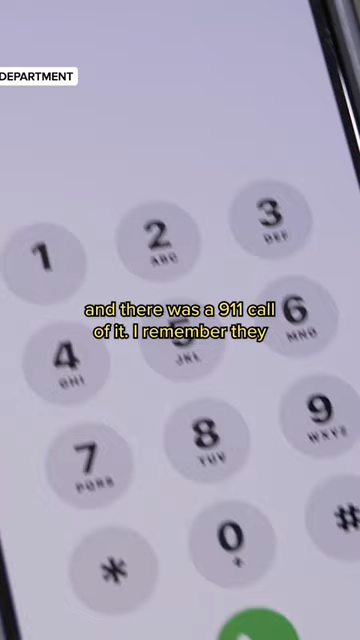 DEPARTMENT
1
2
ABC
3
DEF
and there was a 911 call
of it. I remember they
4
GHI
5
JKL
6
MNO
7
PQRS
8
TUV
9
WXYZ
*
0
+
#